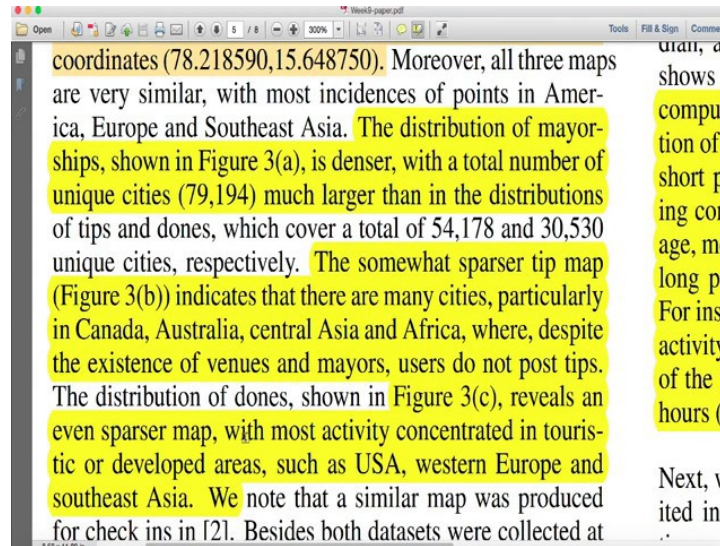 Week9-paper.pdf
Open 5 / 8 300% Tools Fill & Sign Comme
coordinates (78.218590,15.648750). Moreover, all three maps
are very similar, with most incidences of points in Amer-
ica, Europe and Southeast Asia. The distribution of mayor-
ships, shown in Figure 3(a), is denser, with a total number of
unique cities (79,194) much larger than in the distributions
of tips and dones, which cover a total of 54,178 and 30,530
unique cities, respectively. The somewhat sparser tip map
(Figure 3(b)) indicates that there are many cities, particularly
in Canada, Australia, central Asia and Africa, where, despite
the existence of venues and mayors, users do not post tips.
The distribution of dones, shown in Figure 3(c), reveals an
even sparser map, with most activity concentrated in touris-
tic or developed areas, such as USA, western Europe and
southeast Asia. We note that a similar map was produced
for check ins in [2]. Besides both datasets were collected at
dian, a
shows
compu
tion of
short p
ing con
age, m
long p
For ins
activity
of the
hours (
Next, v
ited in